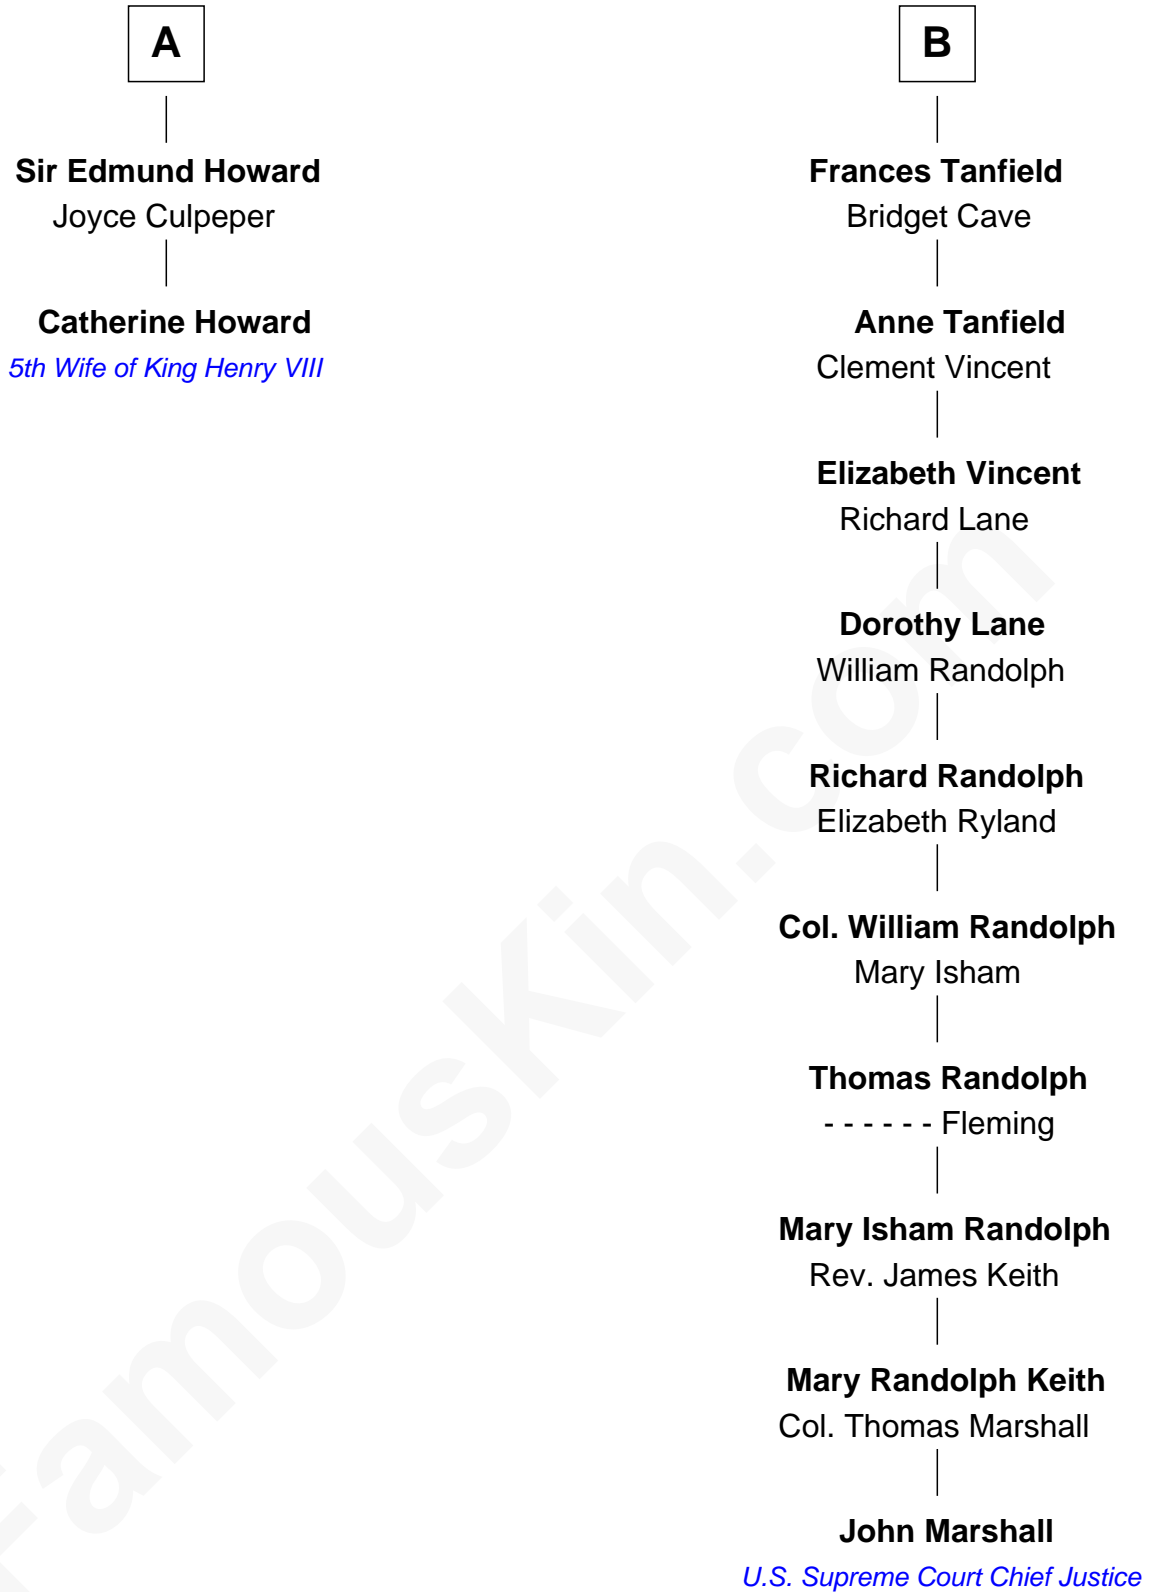 A
Sir Edmund Howard
Joyce Culpeper
Catherine Howard
5th Wife of King Henry VIII
B
Frances Tanfield
Bridget Cave
Anne Tanfield
Clement Vincent
Elizabeth Vincent
Richard Lane
Dorothy Lane
William Randolph
Richard Randolph
Elizabeth Ryland
Col. William Randolph
Mary Isham
Thomas Randolph
- - - - - - Fleming
Mary Isham Randolph
Rev. James Keith
Mary Randolph Keith
Col. Thomas Marshall
John Marshall
U.S. Supreme Court Chief Justice
FamousKin.com